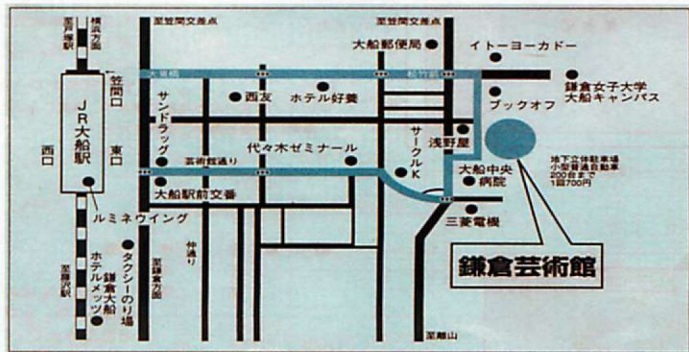 至笠間交差点
至笠間交差点
横浜方面
至戸塚駅
大船郵便局
イトーヨーカドー
笠間口
松竹前
鎌倉女子大学
大船キャンパス
西友
ホテル好養
ブックオフ
JR大船駅
西口
東口
サンドラッグ
浅野屋
代々木ゼミナール
サークルK
芸術館通り
大船中央
病院
地下立体駐車場
小型普通自動車
200台まで
1回700円
大船駅前交番
ルミネウイング
三菱電機
鎌倉芸術館
仲通り
至鎌倉方面
タクシーのり場
鎌倉大船
ホテルメッツ
至藤沢駅
至離山